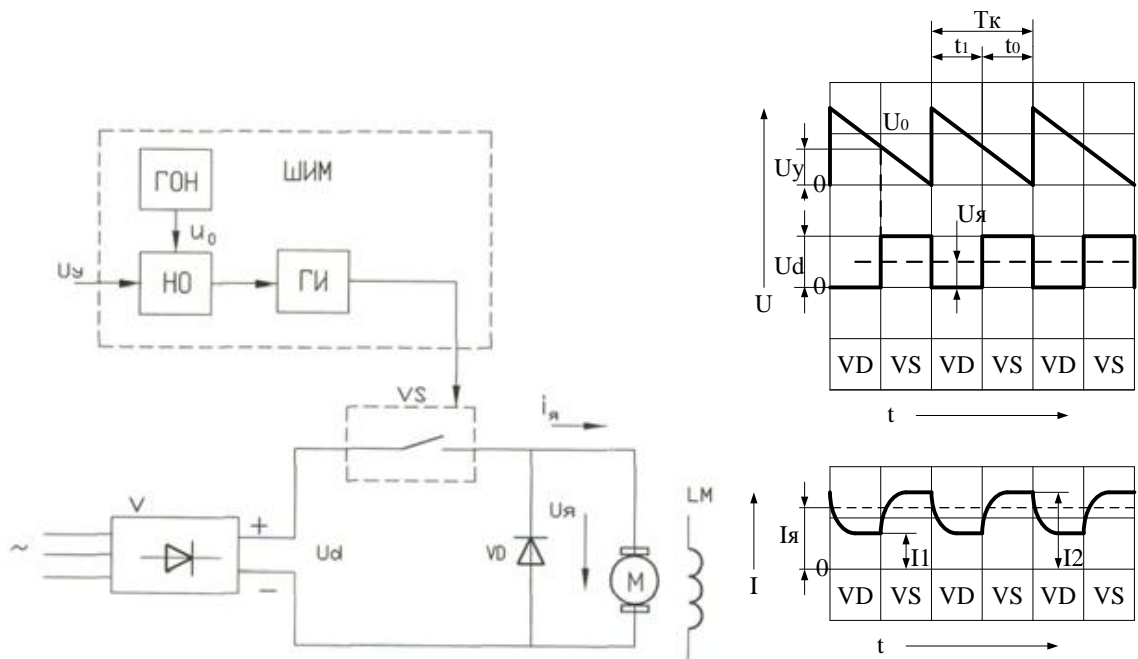 ШИМ
ГОН
u₀
Uу
НО
ГИ
VS
iя
V
+
−
~
Ud
VD
Uя
M
LM
Tк
t1 t0
U0
Uу
0
Uя
Ud
0
U
VD VS VD VS VD VS
t
Iя
I1
I2
0
I
VD VS VD VS VD VS
t